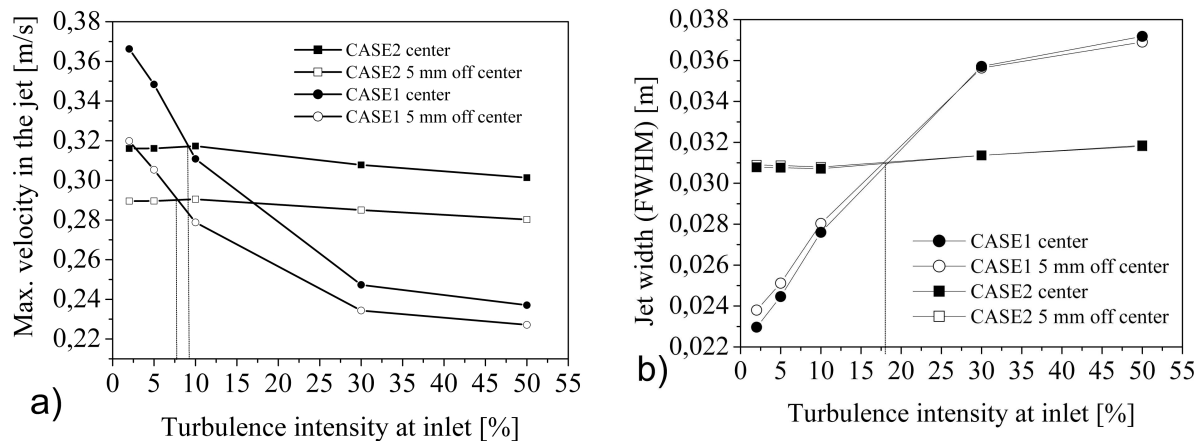 Max. velocity in the jet [m/s]
0,38
0,36
0,34
0,32
0,30
0,28
0,26
0,24
0,22
CASE2 center
CASE2 5 mm off center
CASE1 center
CASE1 5 mm off center
0 5 10 15 20 25 30 35 40 45 50 55
Turbulence intensity at inlet [%]
a)
Jet width (FWHM) [m]
0,038
0,036
0,034
0,032
0,030
0,028
0,026
0,024
0,022
CASE1 center
CASE1 5 mm off center
CASE2 center
CASE2 5 mm off center
0 5 10 15 20 25 30 35 40 45 50 55
Turbulence intensity at inlet [%]
b)